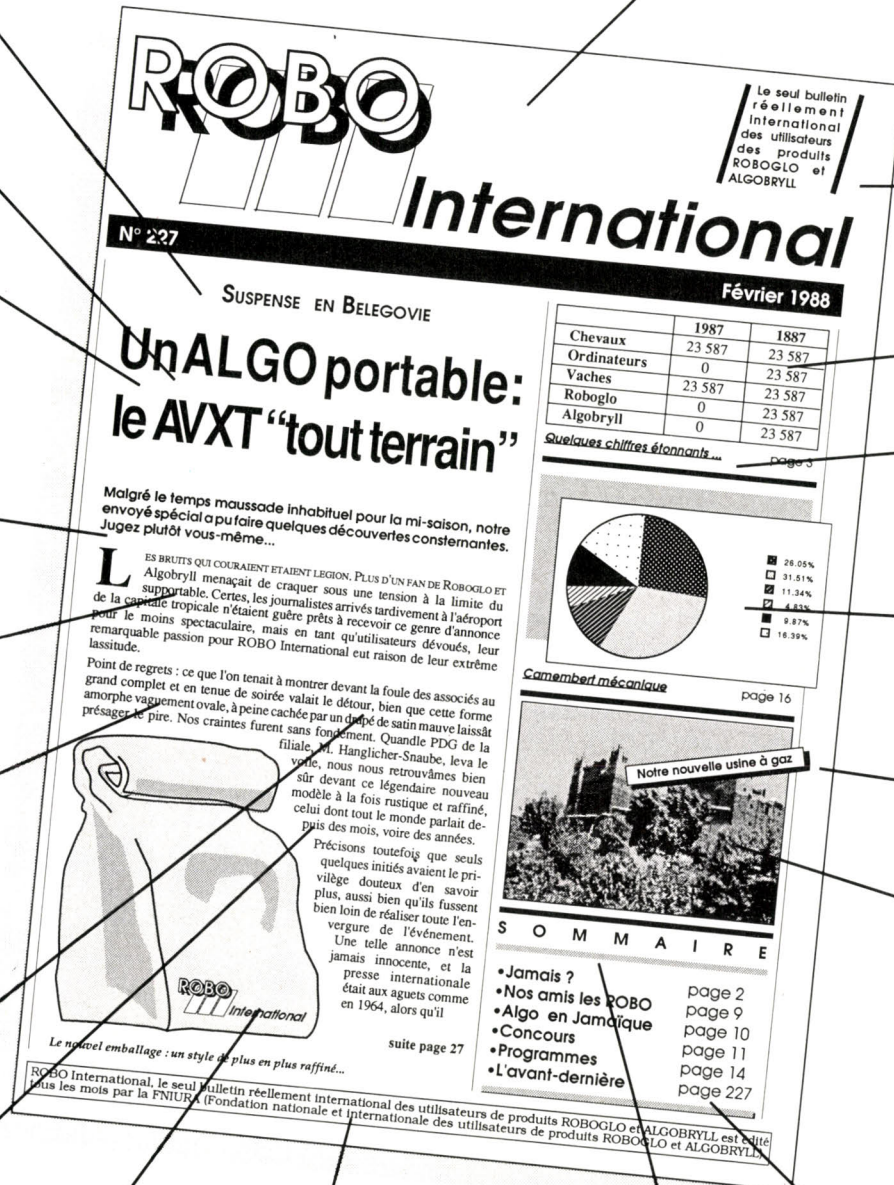 ROBO
International
Le seul bulletin
réellement
international
des utilisateurs
des produits
ROBOGLO et
ALGOBRYLL
N° 227
Février 1988
SUSPENSE EN BELEGOVIE
Un ALGO portable:
le AVXT “tout terrain”
Malgré le temps maussade inhabituel pour la mi-saison, notre
envoyé spécial a pu faire quelques découvertes consternantes.
Jugez plutôt vous-même...
LES BRUITS QUI COURAIENT ETAIENT LEGION. PLUS D'UN FAN DE ROBOGLO ET
Algobryll menaçait de craquer sous une tension à la limite du
supportable. Certes, les journalistes arrivés tardivement à l'aéroport
de la capitale tropicale n'étaient guère prêts à recevoir ce genre d'annonce
pour le moins spectaculaire, mais en tant qu'utilisateurs dévoués, leur
remarquable passion pour ROBO International eut raison de leur extrême
lassitude.
Point de regrets : ce que l'on tenait à montrer devant la foule des associés au
grand complet et en tenue de soirée valait le détour, bien que cette forme
amorphe vaguement ovale, à peine cachée par un drapé de satin mauve laissât
présager le pire. Nos craintes furent sans fondement. Quandle PDG de la
filiale, M. Hanglicher-Snaube, leva le
voile, nous nous retrouvâmes bien
sûr devant ce légendaire nouveau
modèle à la fois rustique et raffiné,
celui dont tout le monde parlait de-
puis des mois, voire des années.
Précisons toutefois que seuls
quelques initiés avaient le pri-
vilège douteux d'en savoir
plus, aussi bien qu'ils fussent
bien loin de réaliser toute l'en-
vergure de l'événement.
Une telle annonce n'est
jamais innocente, et la
presse internationale
était aux aguets comme
en 1964, alors qu'il
suite page 27
ROBO
International
Le nouvel emballage : un style de plus en plus raffiné...
1987 1887
Chevaux 23 587 23 587
Ordinateurs 0 23 587
Vaches 23 587 23 587
Roboglo 0 23 587
Algobryll 0 23 587
Quelques chiffres étonnants ... page 3
26.05%
31.51%
11.34%
4.83%
9.87%
16.39%
Camembert mécanique page 16
Notre nouvelle usine à gaz
SOMMAIRE
•Jamais ? page 2
•Nos amis les ROBO page 9
•Algo en Jamaïque page 10
•Concours page 11
•Programmes page 14
•L'avant-dernière page 227
ROBO International, le seul bulletin réellement international des utilisateurs de produits ROBOGLO et ALGOBRYLL est édité
tous les mois par la FNIURA (Fondation nationale et internationale des utilisateurs de produits ROBOGLO et ALGOBRYLL)